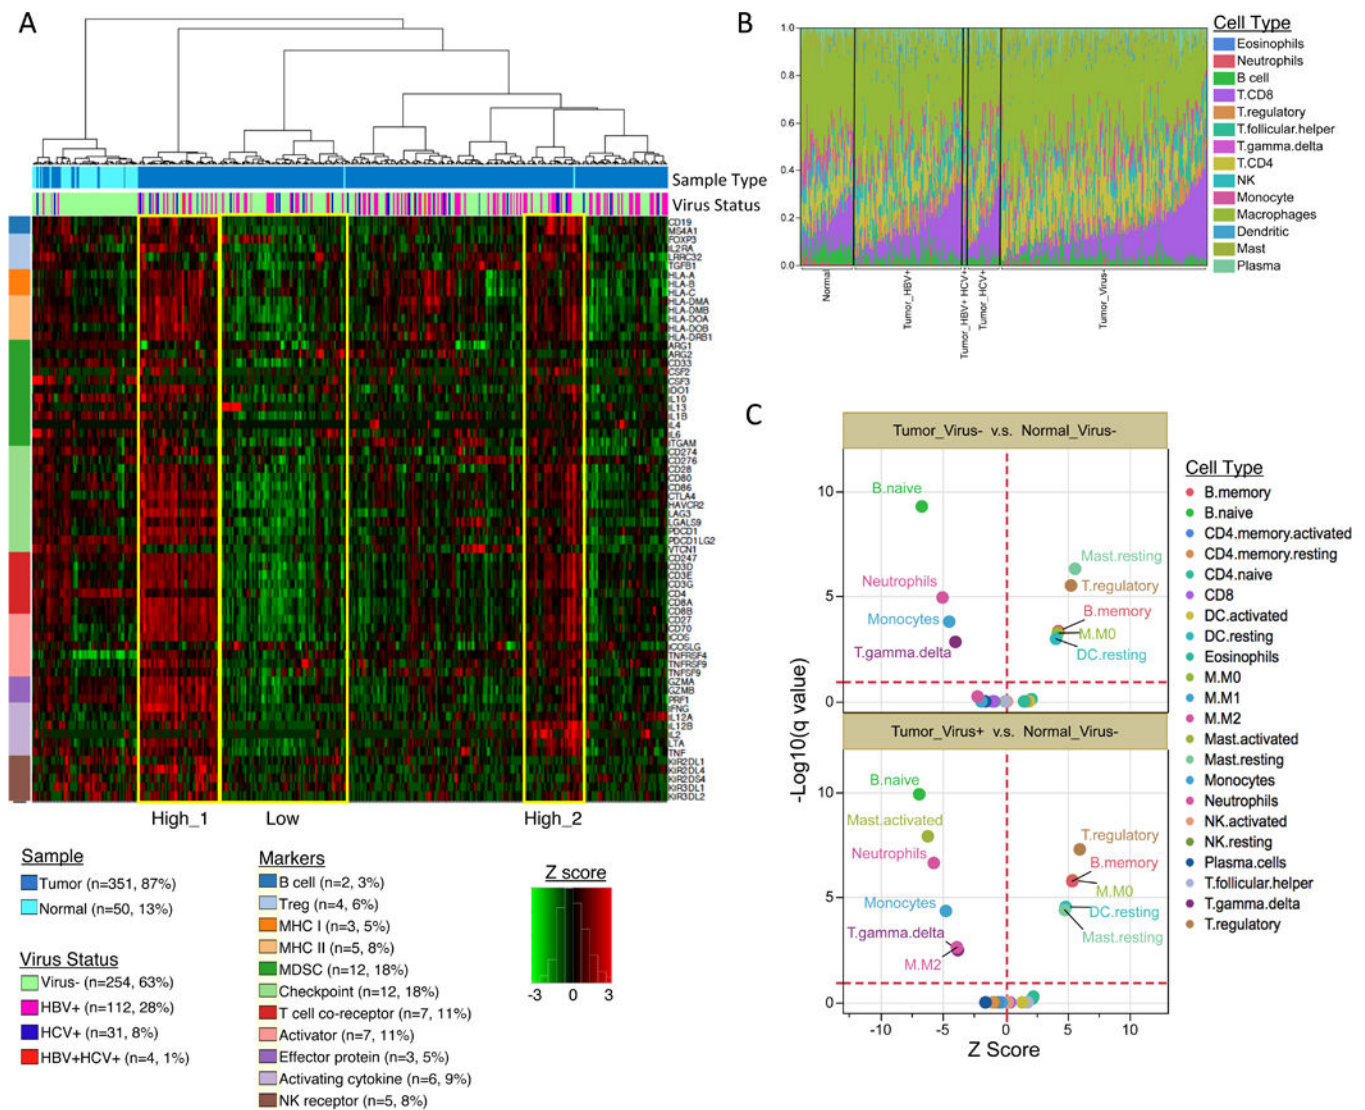 A
Sample Type
Virus Status
CD19
MS4A1
FOXP3
IL2RA
LRRC32
TGFB1
HLA-A
HLA-B
HLA-C
HLA-DMA
HLA-DMB
HLA-DOA
HLA-DOB
HLA-DRB1
ARG1
ARG2
CD33
CSF2
CSF3
IDO1
IL10
IL13
IL1B
IL4
IL6
ITGAM
CD274
CD276
CD28
CD80
CD86
CTLA4
HAVCR2
LAG3
LGALS9
PDCD1
PDCD1LG2
VTCN1
CD247
CD3D
CD3E
CD3G
CD4
CD8A
CD8B
CD27
CD70
ICOS
ICOSLG
TNFRSF4
TNFRSF9
TNFSF9
GZMA
GZMB
PRF1
IFNG
IL12A
IL12B
IL2
LTA
TNF
KIR2DL1
KIR2DL4
KIR2DS4
KIR3DL1
KIR3DL2
High_1
Low
High_2
Sample
Tumor (n=351, 87%)
Normal (n=50, 13%)
Virus Status
Virus- (n=254, 63%)
HBV+ (n=112, 28%)
HCV+ (n=31, 8%)
HBV+HCV+ (n=4, 1%)
Markers
B cell (n=2, 3%)
Treg (n=4, 6%)
MHC I (n=3, 5%)
MHC II (n=5, 8%)
MDSC (n=12, 18%)
Checkpoint (n=12, 18%)
T cell co-receptor (n=7, 11%)
Activator (n=7, 11%)
Effector protein (n=3, 5%)
Activating cytokine (n=6, 9%)
NK receptor (n=5, 8%)
Z score
-3 0 3
B
1.0
0.8
0.6
0.4
0.2
0.0
Normal
Tumor_HBV+
Tumor_HBV+ HCV+
Tumor_HCV+
Tumor_Virus-
Cell Type
Eosinophils
Neutrophils
B cell
T.CD8
T.regulatory
T.follicular.helper
T.gamma.delta
T.CD4
NK
Monocyte
Macrophages
Dendritic
Mast
Plasma
C
Tumor_Virus- v.s. Normal_Virus-
10
5
0
B.naive
Mast.resting
Neutrophils
T.regulatory
Monocytes
B.memory
M.M0
T.gamma.delta
DC.resting
Tumor_Virus+ v.s. Normal_Virus-
10
5
0
B.naive
Mast.activated
T.regulatory
Neutrophils
B.memory
M.M0
Monocytes
DC.resting
T.gamma.delta
Mast.resting
M.M2
-10 -5 0 5 10
Z Score
-Log10(q value)
Cell Type
B.memory
B.naive
CD4.memory.activated
CD4.memory.resting
CD4.naive
CD8
DC.activated
DC.resting
Eosinophils
M.M0
M.M1
M.M2
Mast.activated
Mast.resting
Monocytes
Neutrophils
NK.activated
NK.resting
Plasma.cells
T.follicular.helper
T.gamma.delta
T.regulatory